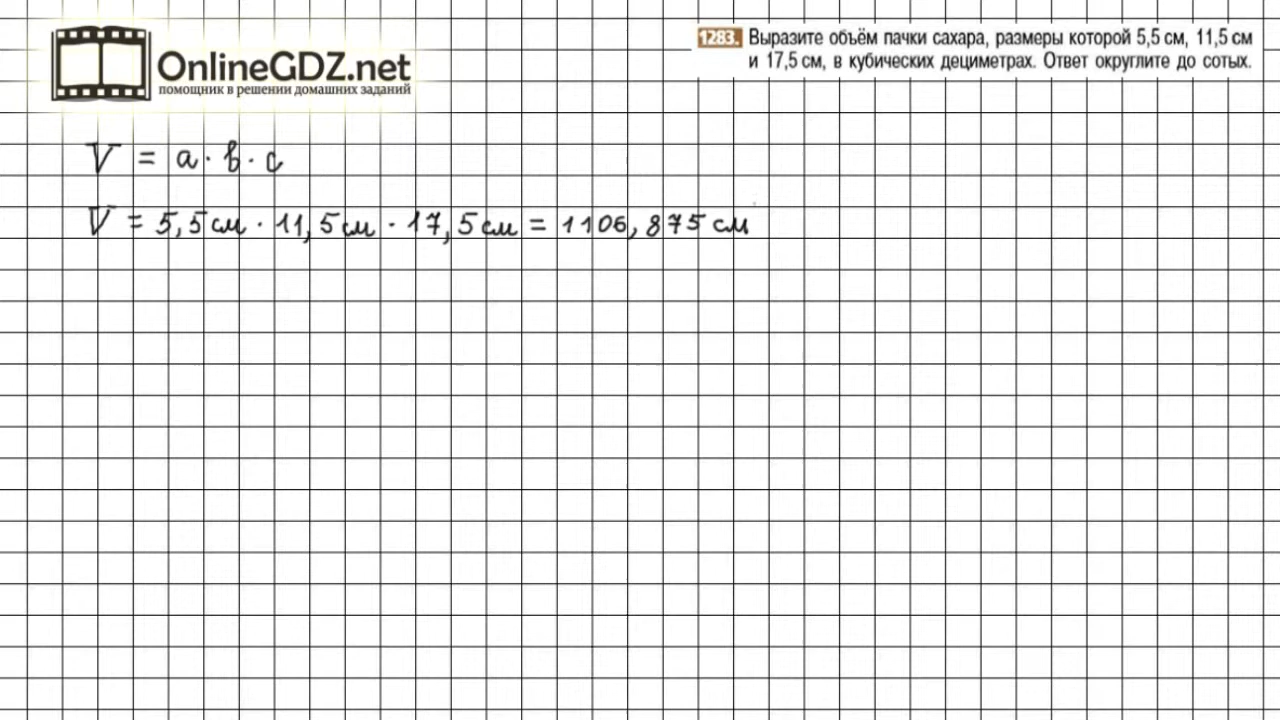 OnlineGDZ.net
помощник в решении домашних заданий
1283. Выразите объём пачки сахара, размеры которой 5,5 см, 11,5 см
и 17,5 см, в кубических дециметрах. Ответ округлите до сотых.
V = a · b · c
V = 5,5 см · 11,5 см · 17,5 см = 1106,875 см